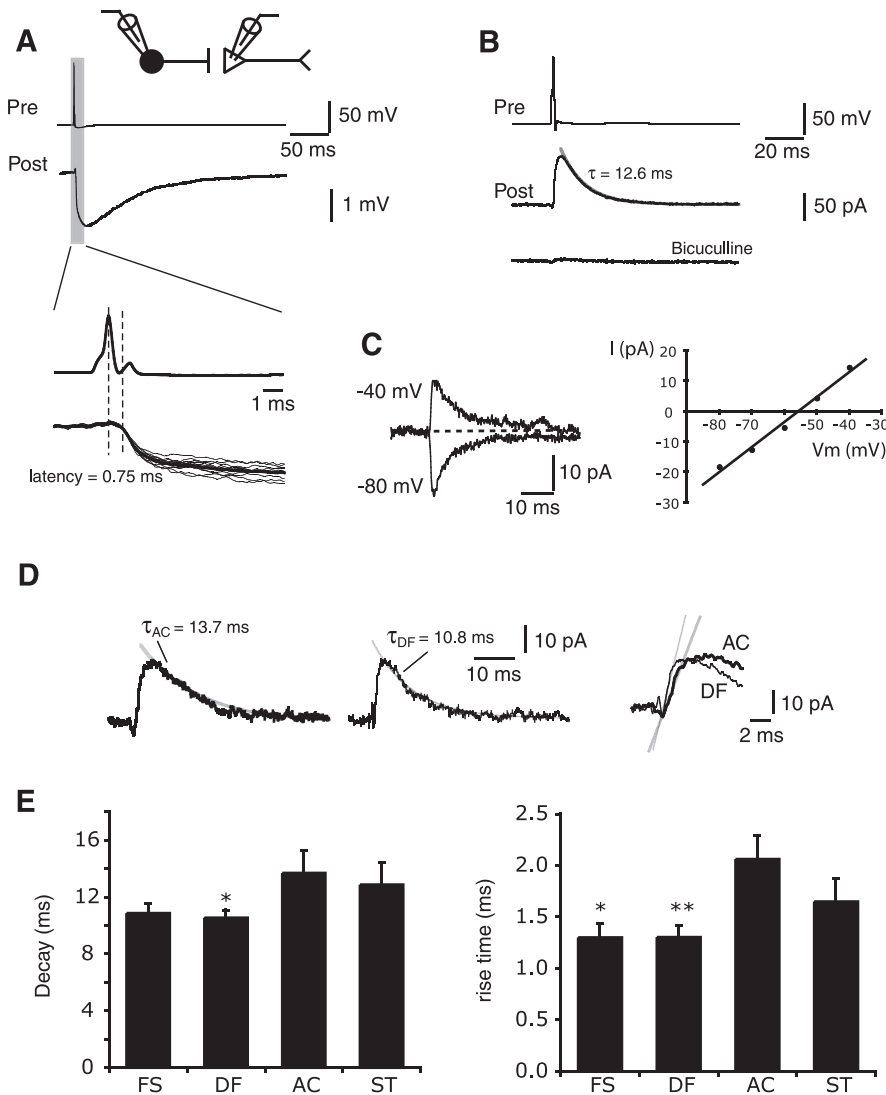 A
Pre
50 mV
50 ms
Post
1 mV
1 ms
latency = 0.75 ms
B
Pre
50 mV
20 ms
τ = 12.6 ms
Post
50 pA
Bicuculline
C
-40 mV
-80 mV
10 pA
10 ms
I (pA)
20
10
0
-10
-20
-30
-80 -70 -60 -50 -40 -30
Vm (mV)
D
τAC = 13.7 ms
τDF = 10.8 ms
10 pA
10 ms
AC
DF
10 pA
2 ms
E
Decay (ms)
16
12
8
4
0
*
FS DF AC ST
rise time (ms)
2.5
2.0
1.5
1.0
0.5
0.0
* **
FS DF AC ST